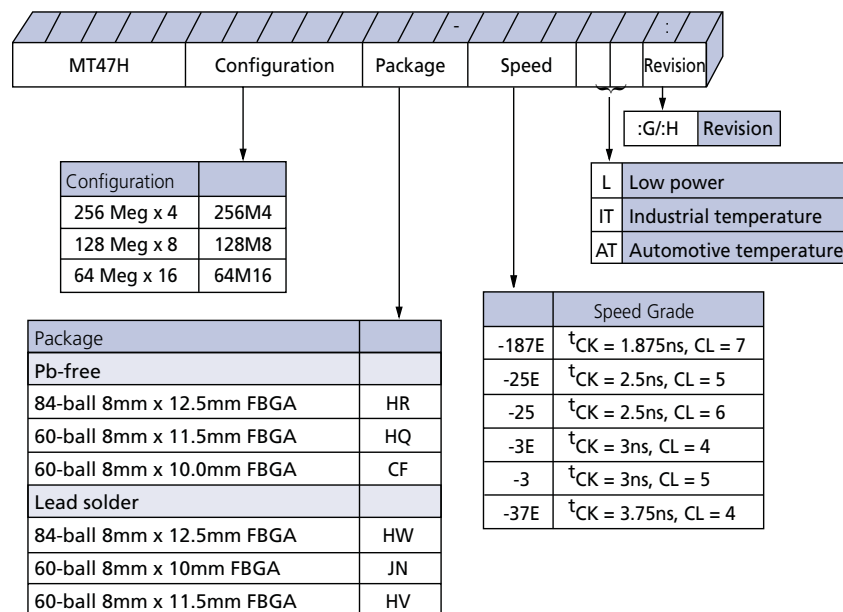 - :
MT47H Configuration Package Speed Revision
:G/:H Revision
Configuration
256 Meg x 4 256M4
128 Meg x 8 128M8
64 Meg x 16 64M16
L Low power
IT Industrial temperature
AT Automotive temperature
Package
Pb-free
84-ball 8mm x 12.5mm FBGA HR
60-ball 8mm x 11.5mm FBGA HQ
60-ball 8mm x 10.0mm FBGA CF
Lead solder
84-ball 8mm x 12.5mm FBGA HW
60-ball 8mm x 10mm FBGA JN
60-ball 8mm x 11.5mm FBGA HV
Speed Grade
-187E tCK = 1.875ns, CL = 7
-25E tCK = 2.5ns, CL = 5
-25 tCK = 2.5ns, CL = 6
-3E tCK = 3ns, CL = 4
-3 tCK = 3ns, CL = 5
-37E tCK = 3.75ns, CL = 4